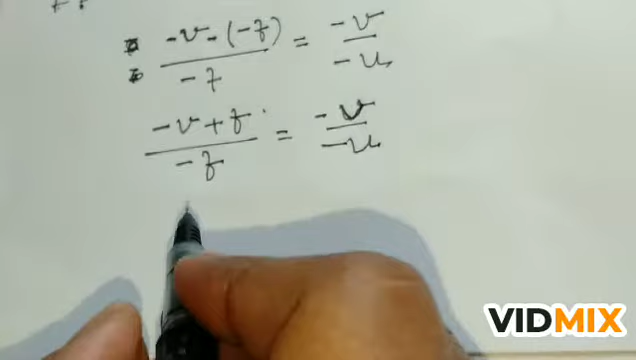 (-v-(-f))/(-f) = (-v)/(-u)
(-v+f)/(-f) = (-v)/(-u)
VIDMIX